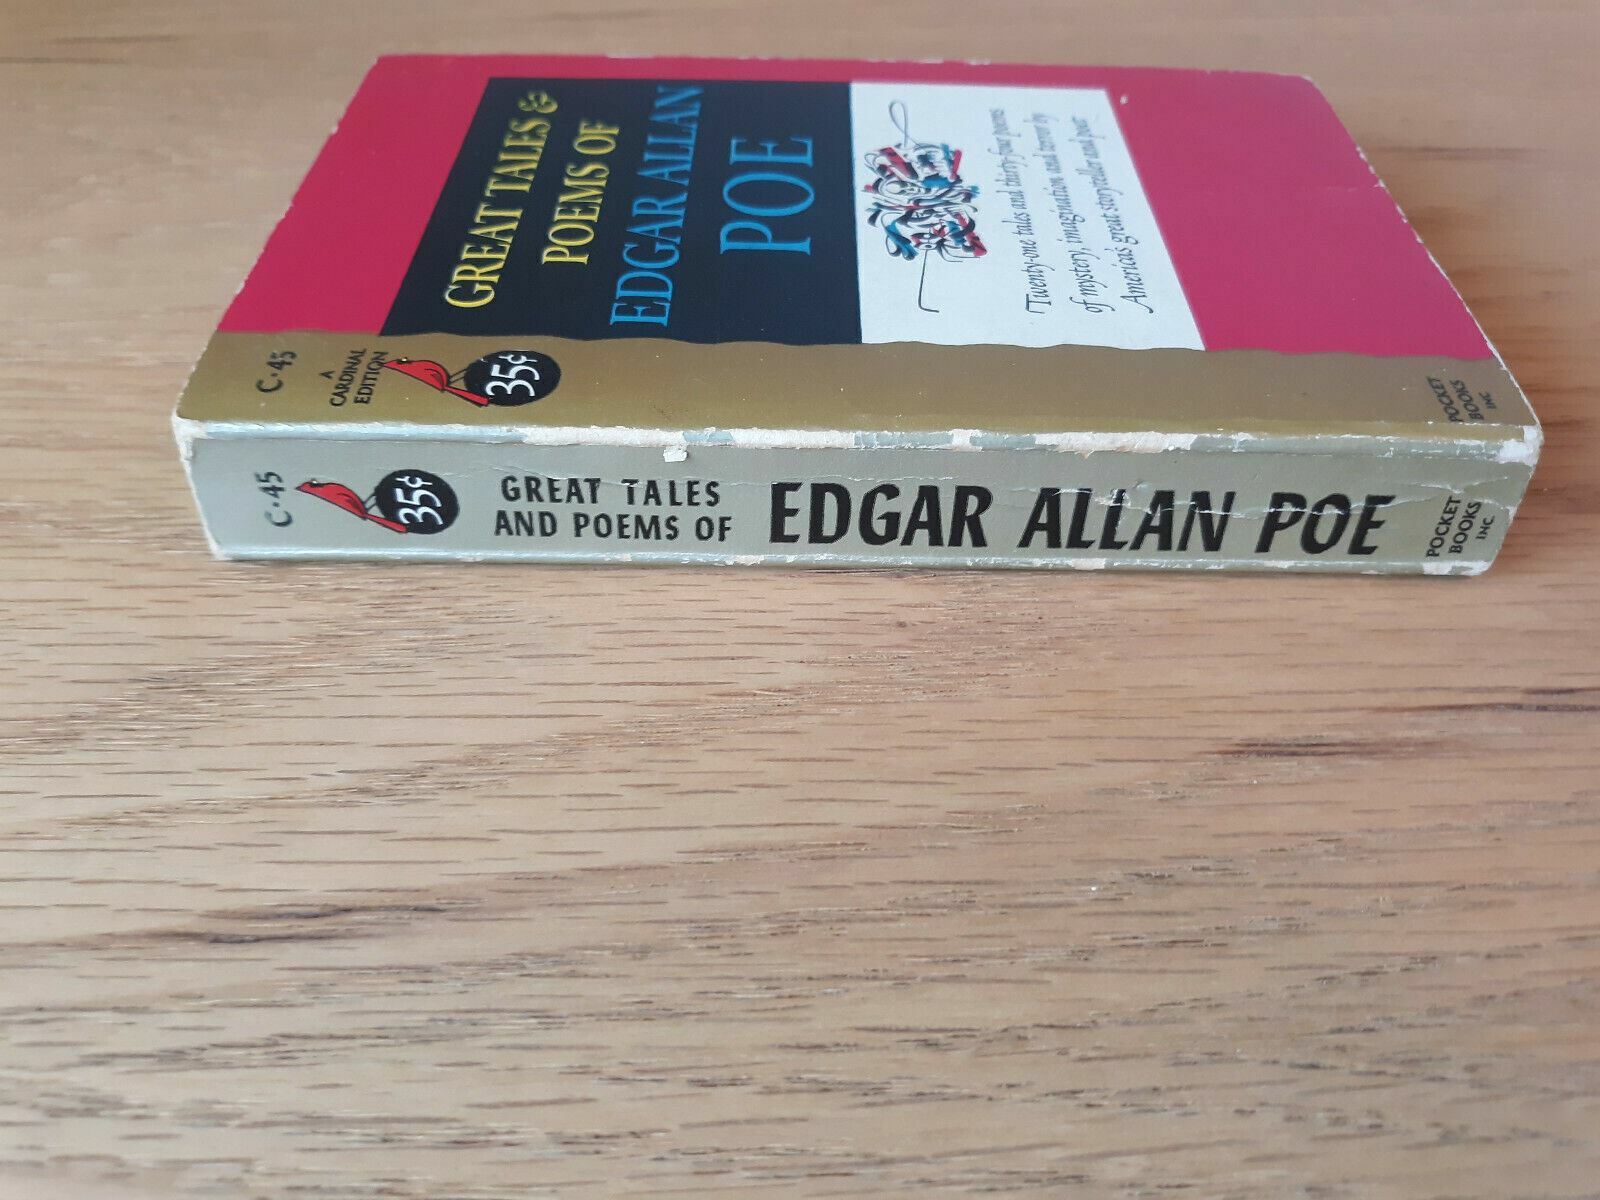 GREAT TALES &
POEMS OF
EDGAR ALLAN
POE
Twenty-one tales and thirty-four poems
of mystery, imagination and terror by
America's great storyteller and poet
C·45
A
CARDINAL
EDITION
35¢
POCKET
BOOKS
INC
C·45
35¢
GREAT TALES
AND POEMS OF
EDGAR ALLAN POE
POCKET
BOOKS
INC.